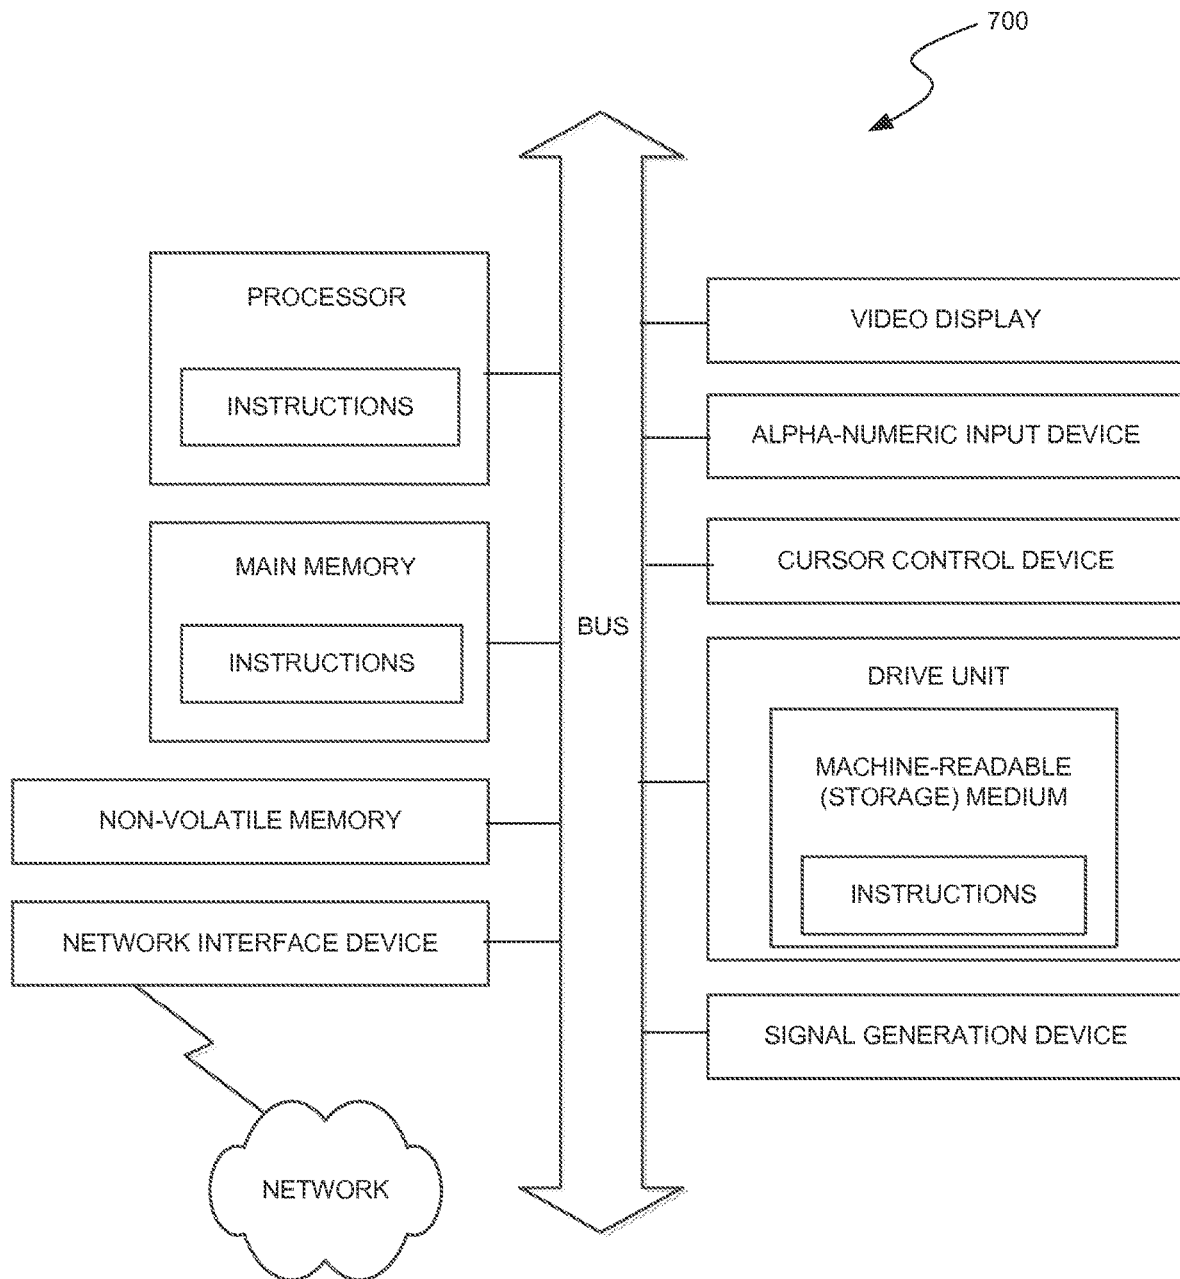 700
PROCESSOR
INSTRUCTIONS
MAIN MEMORY
INSTRUCTIONS
NON-VOLATILE MEMORY
NETWORK INTERFACE DEVICE
NETWORK
BUS
VIDEO DISPLAY
ALPHA-NUMERIC INPUT DEVICE
CURSOR CONTROL DEVICE
DRIVE UNIT
MACHINE-READABLE
(STORAGE) MEDIUM
INSTRUCTIONS
SIGNAL GENERATION DEVICE